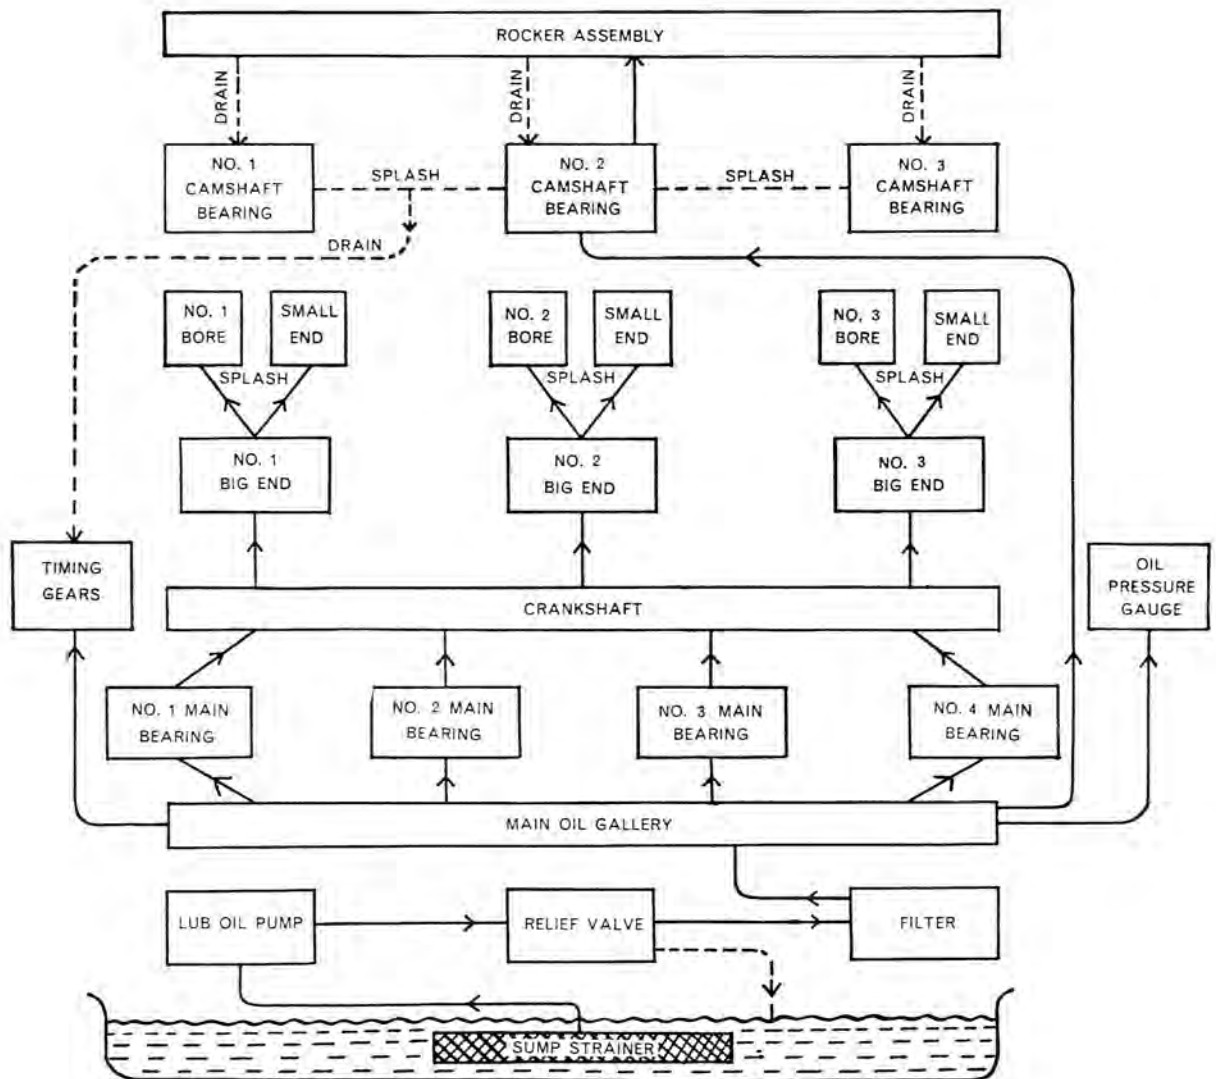 ROCKER ASSEMBLY
DRAIN
DRAIN
DRAIN
NO. 1
CAMSHAFT
BEARING
SPLASH
NO. 2
CAMSHAFT
BEARING
SPLASH
NO. 3
CAMSHAFT
BEARING
DRAIN
NO. 1
BORE
SMALL
END
NO. 2
BORE
SMALL
END
NO. 3
BORE
SMALL
END
SPLASH
SPLASH
SPLASH
NO. 1
BIG END
NO. 2
BIG END
NO. 3
BIG END
TIMING
GEARS
OIL
PRESSURE
GAUGE
CRANKSHAFT
NO. 1 MAIN
BEARING
NO. 2 MAIN
BEARING
NO. 3 MAIN
BEARING
NO. 4 MAIN
BEARING
MAIN OIL GALLERY
LUB OIL PUMP
RELIEF VALVE
FILTER
SUMP STRAINER